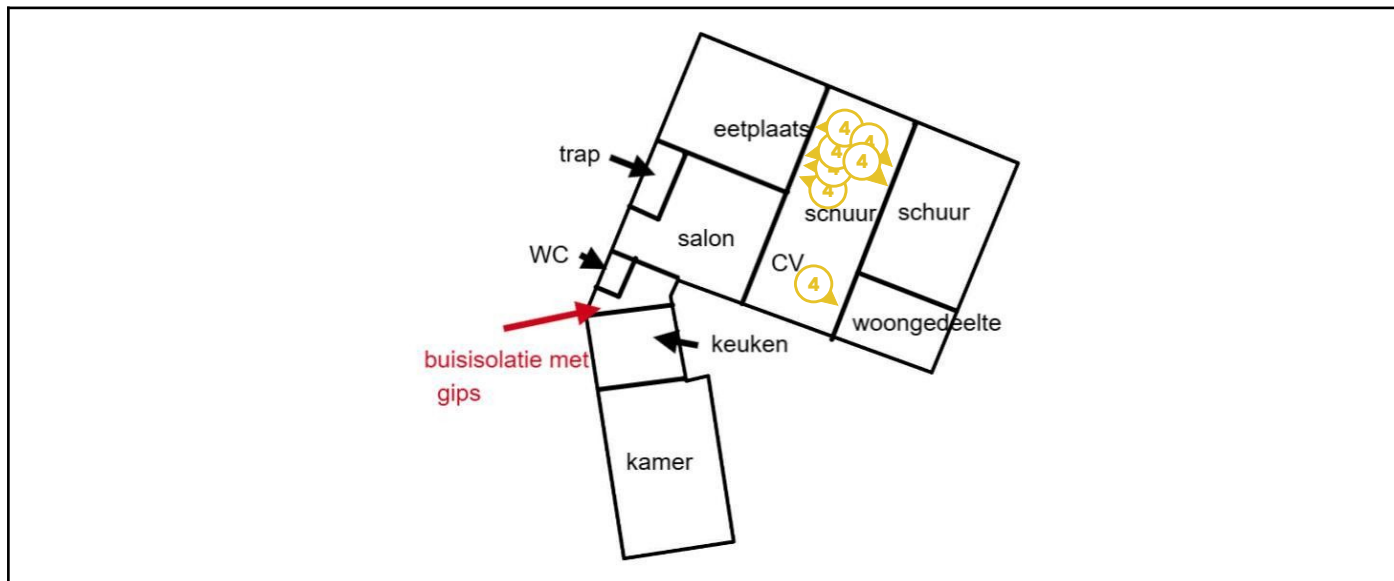 eetplaats
4
4
4
4
4
4
trap
schuur
schuur
salon
WC
CV
4
woongedeelte
keuken
buisisolatie met
gips
kamer